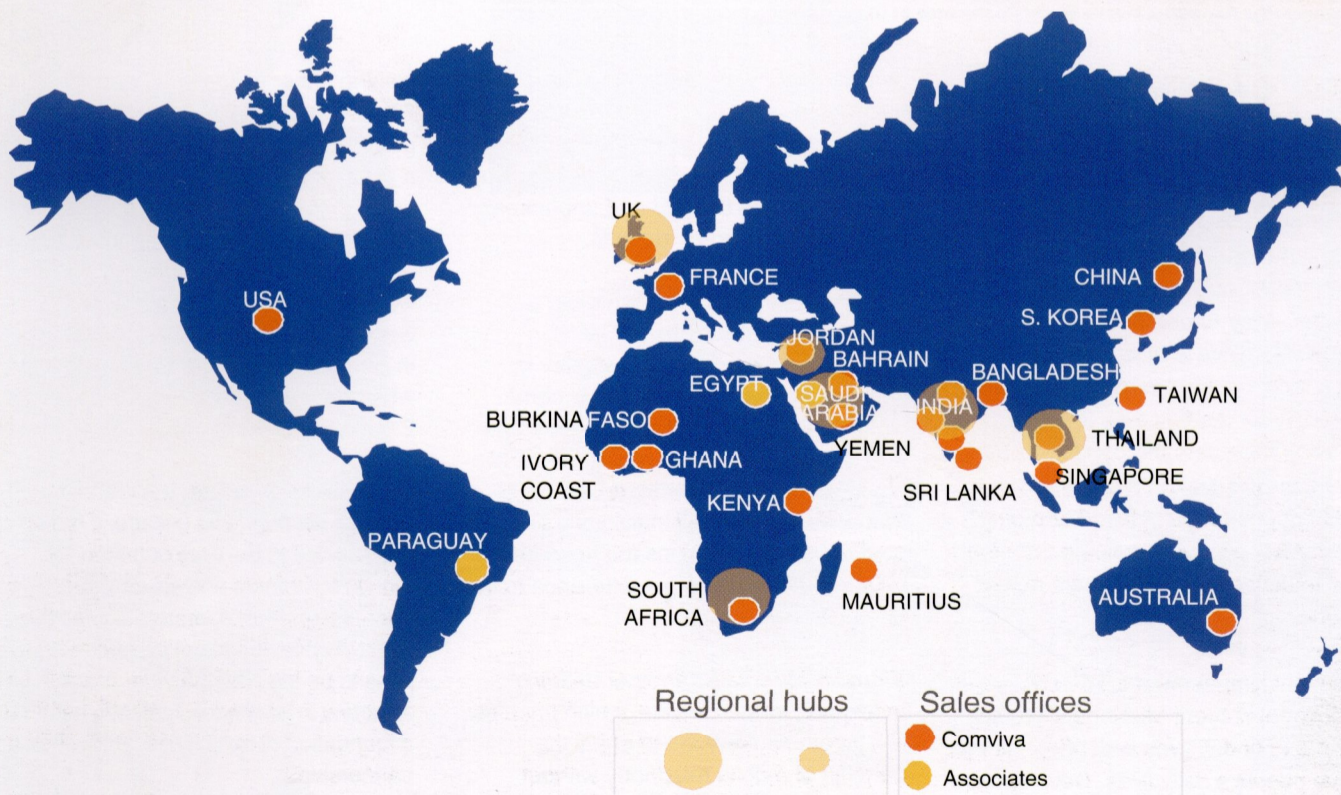 UK
FRANCE
CHINA
USA
S. KOREA
JORDAN
BAHRAIN
BANGLADESH
EGYPT
SAUDI
ARABIA
INDIA
TAIWAN
BURKINA FASO
THAILAND
YEMEN
IVORY
COAST
GHANA
SINGAPORE
SRI LANKA
KENYA
PARAGUAY
SOUTH
AFRICA
MAURITIUS
AUSTRALIA
Regional hubs
Sales offices
Comviva
Associates